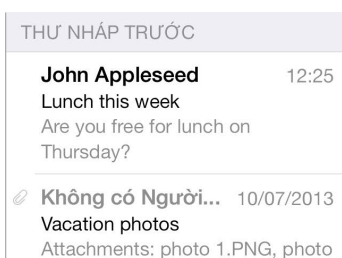 THƯ NHÁP TRƯỚC
John Appleseed 12:25
Lunch this week
Are you free for lunch on
Thursday?
Không có Người... 10/07/2013
Vacation photos
Attachments: photo 1.PNG, photo